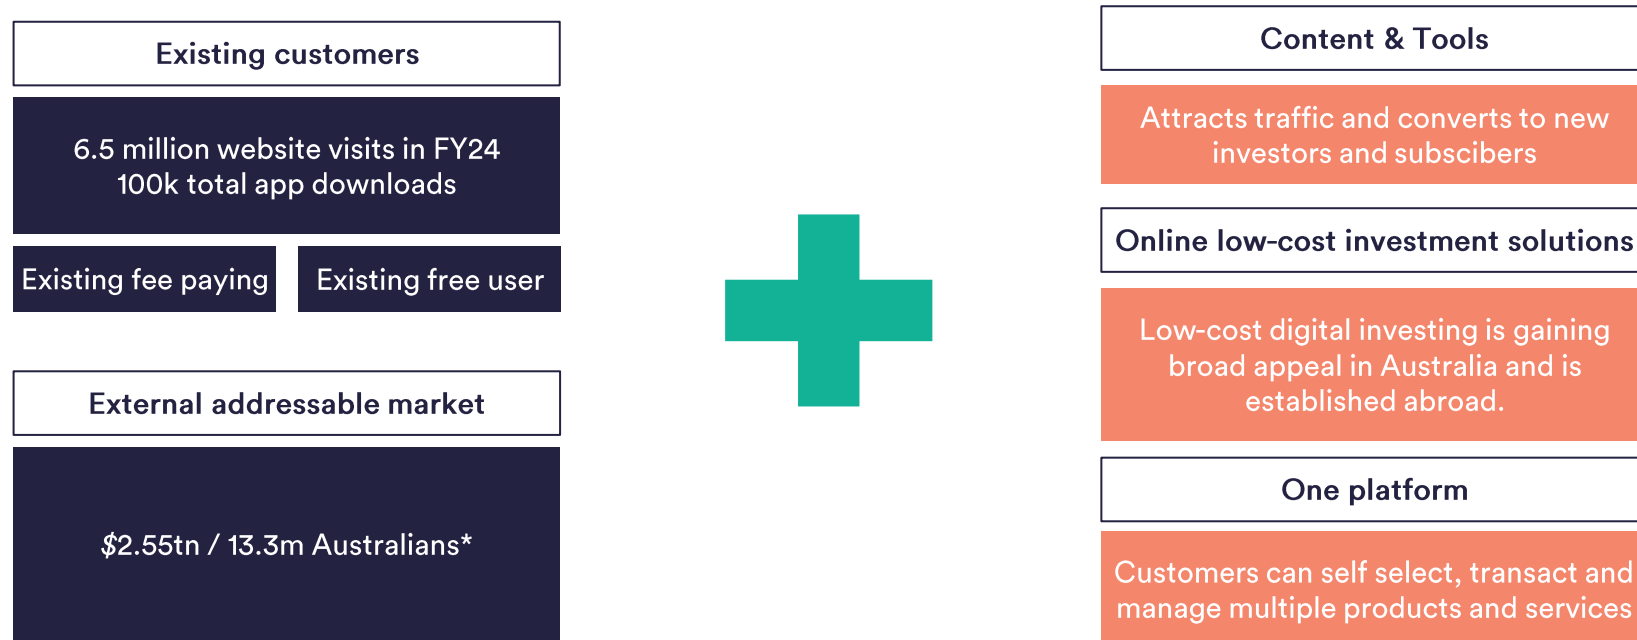 Existing customers
6.5 million website visits in FY24
100k total app downloads
Existing fee paying
Existing free user
External addressable market
$2.55tn / 13.3m Australians*
Content & Tools
Attracts traffic and converts to new
investors and subscibers
Online low-cost investment solutions
Low-cost digital investing is gaining
broad appeal in Australia and is
established abroad.
One platform
Customers can self select, transact and
manage multiple products and services